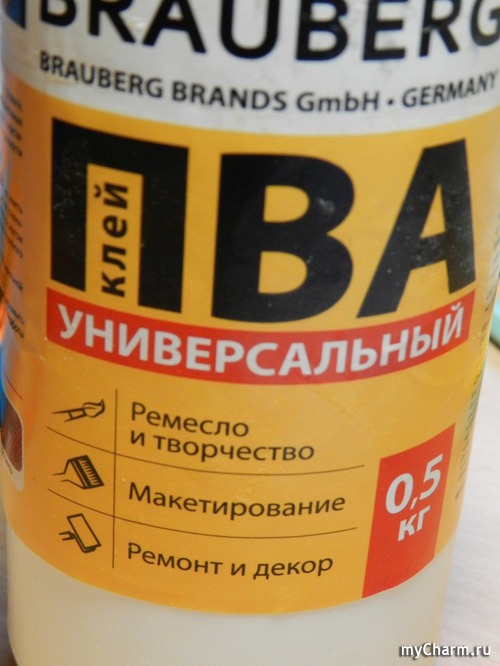 BRAUBERG
BRAUBERG BRANDS GmbH • GERMANY
клей
ПВА
УНИВЕРСАЛЬНЫЙ
Ремесло
и творчество
Макетирование
Ремонт и декор
0,5
кг
myCharm.ru